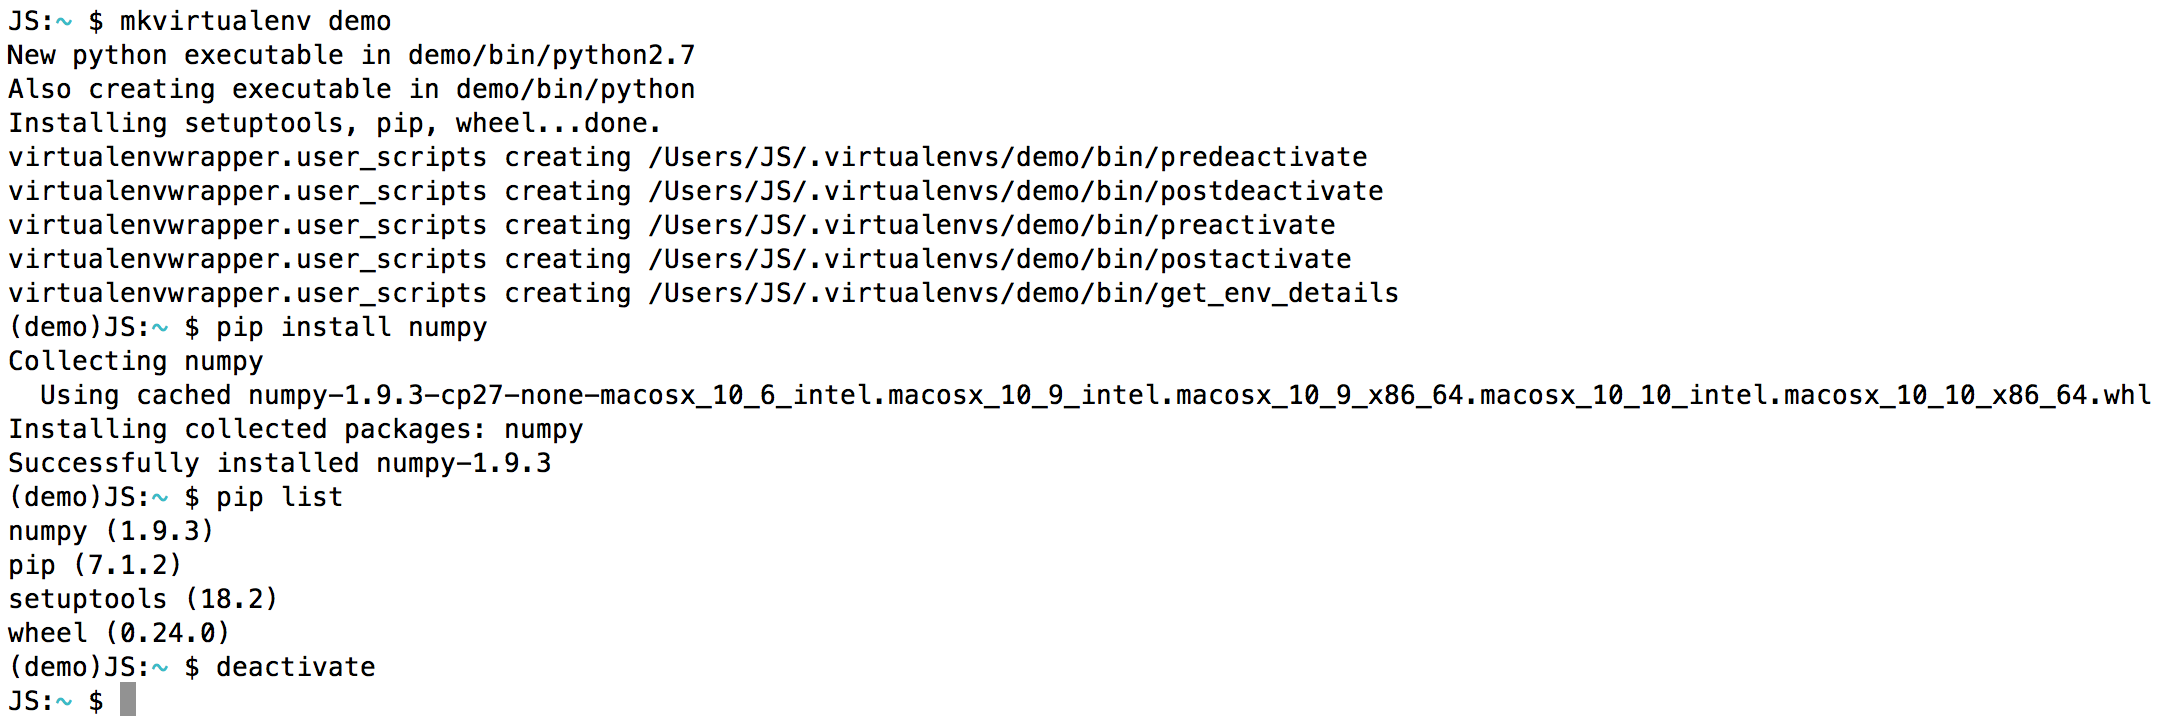 JS:~ $ mkvirtualenv demo
New python executable in demo/bin/python2.7
Also creating executable in demo/bin/python
Installing setuptools, pip, wheel...done.
virtualenvwrapper.user_scripts creating /Users/JS/.virtualenvs/demo/bin/predeactivate
virtualenvwrapper.user_scripts creating /Users/JS/.virtualenvs/demo/bin/postdeactivate
virtualenvwrapper.user_scripts creating /Users/JS/.virtualenvs/demo/bin/preactivate
virtualenvwrapper.user_scripts creating /Users/JS/.virtualenvs/demo/bin/postactivate
virtualenvwrapper.user_scripts creating /Users/JS/.virtualenvs/demo/bin/get_env_details
(demo)JS:~ $ pip install numpy
Collecting numpy
  Using cached numpy-1.9.3-cp27-none-macosx_10_6_intel.macosx_10_9_intel.macosx_10_9_x86_64.macosx_10_10_intel.macosx_10_10_x86_64.whl
Installing collected packages: numpy
Successfully installed numpy-1.9.3
(demo)JS:~ $ pip list
numpy (1.9.3)
pip (7.1.2)
setuptools (18.2)
wheel (0.24.0)
(demo)JS:~ $ deactivate
JS:~ $